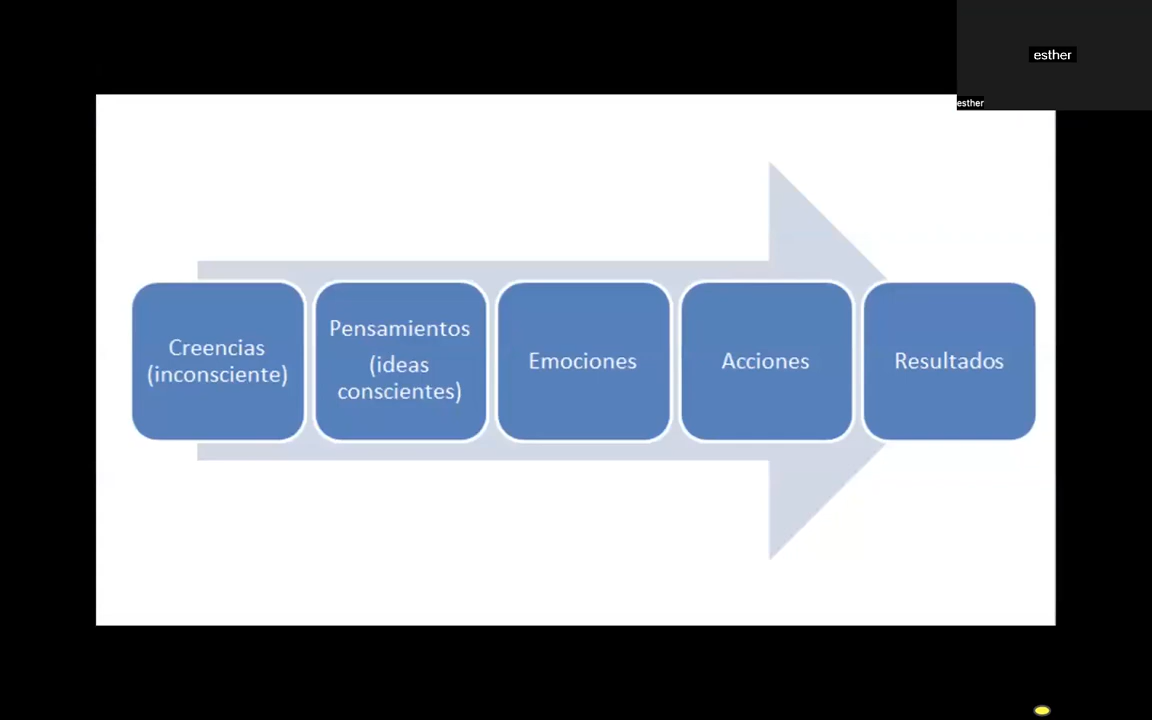 esther
esther
Creencias
(inconsciente)
Pensamientos
(ideas
conscientes)
Emociones
Acciones
Resultados